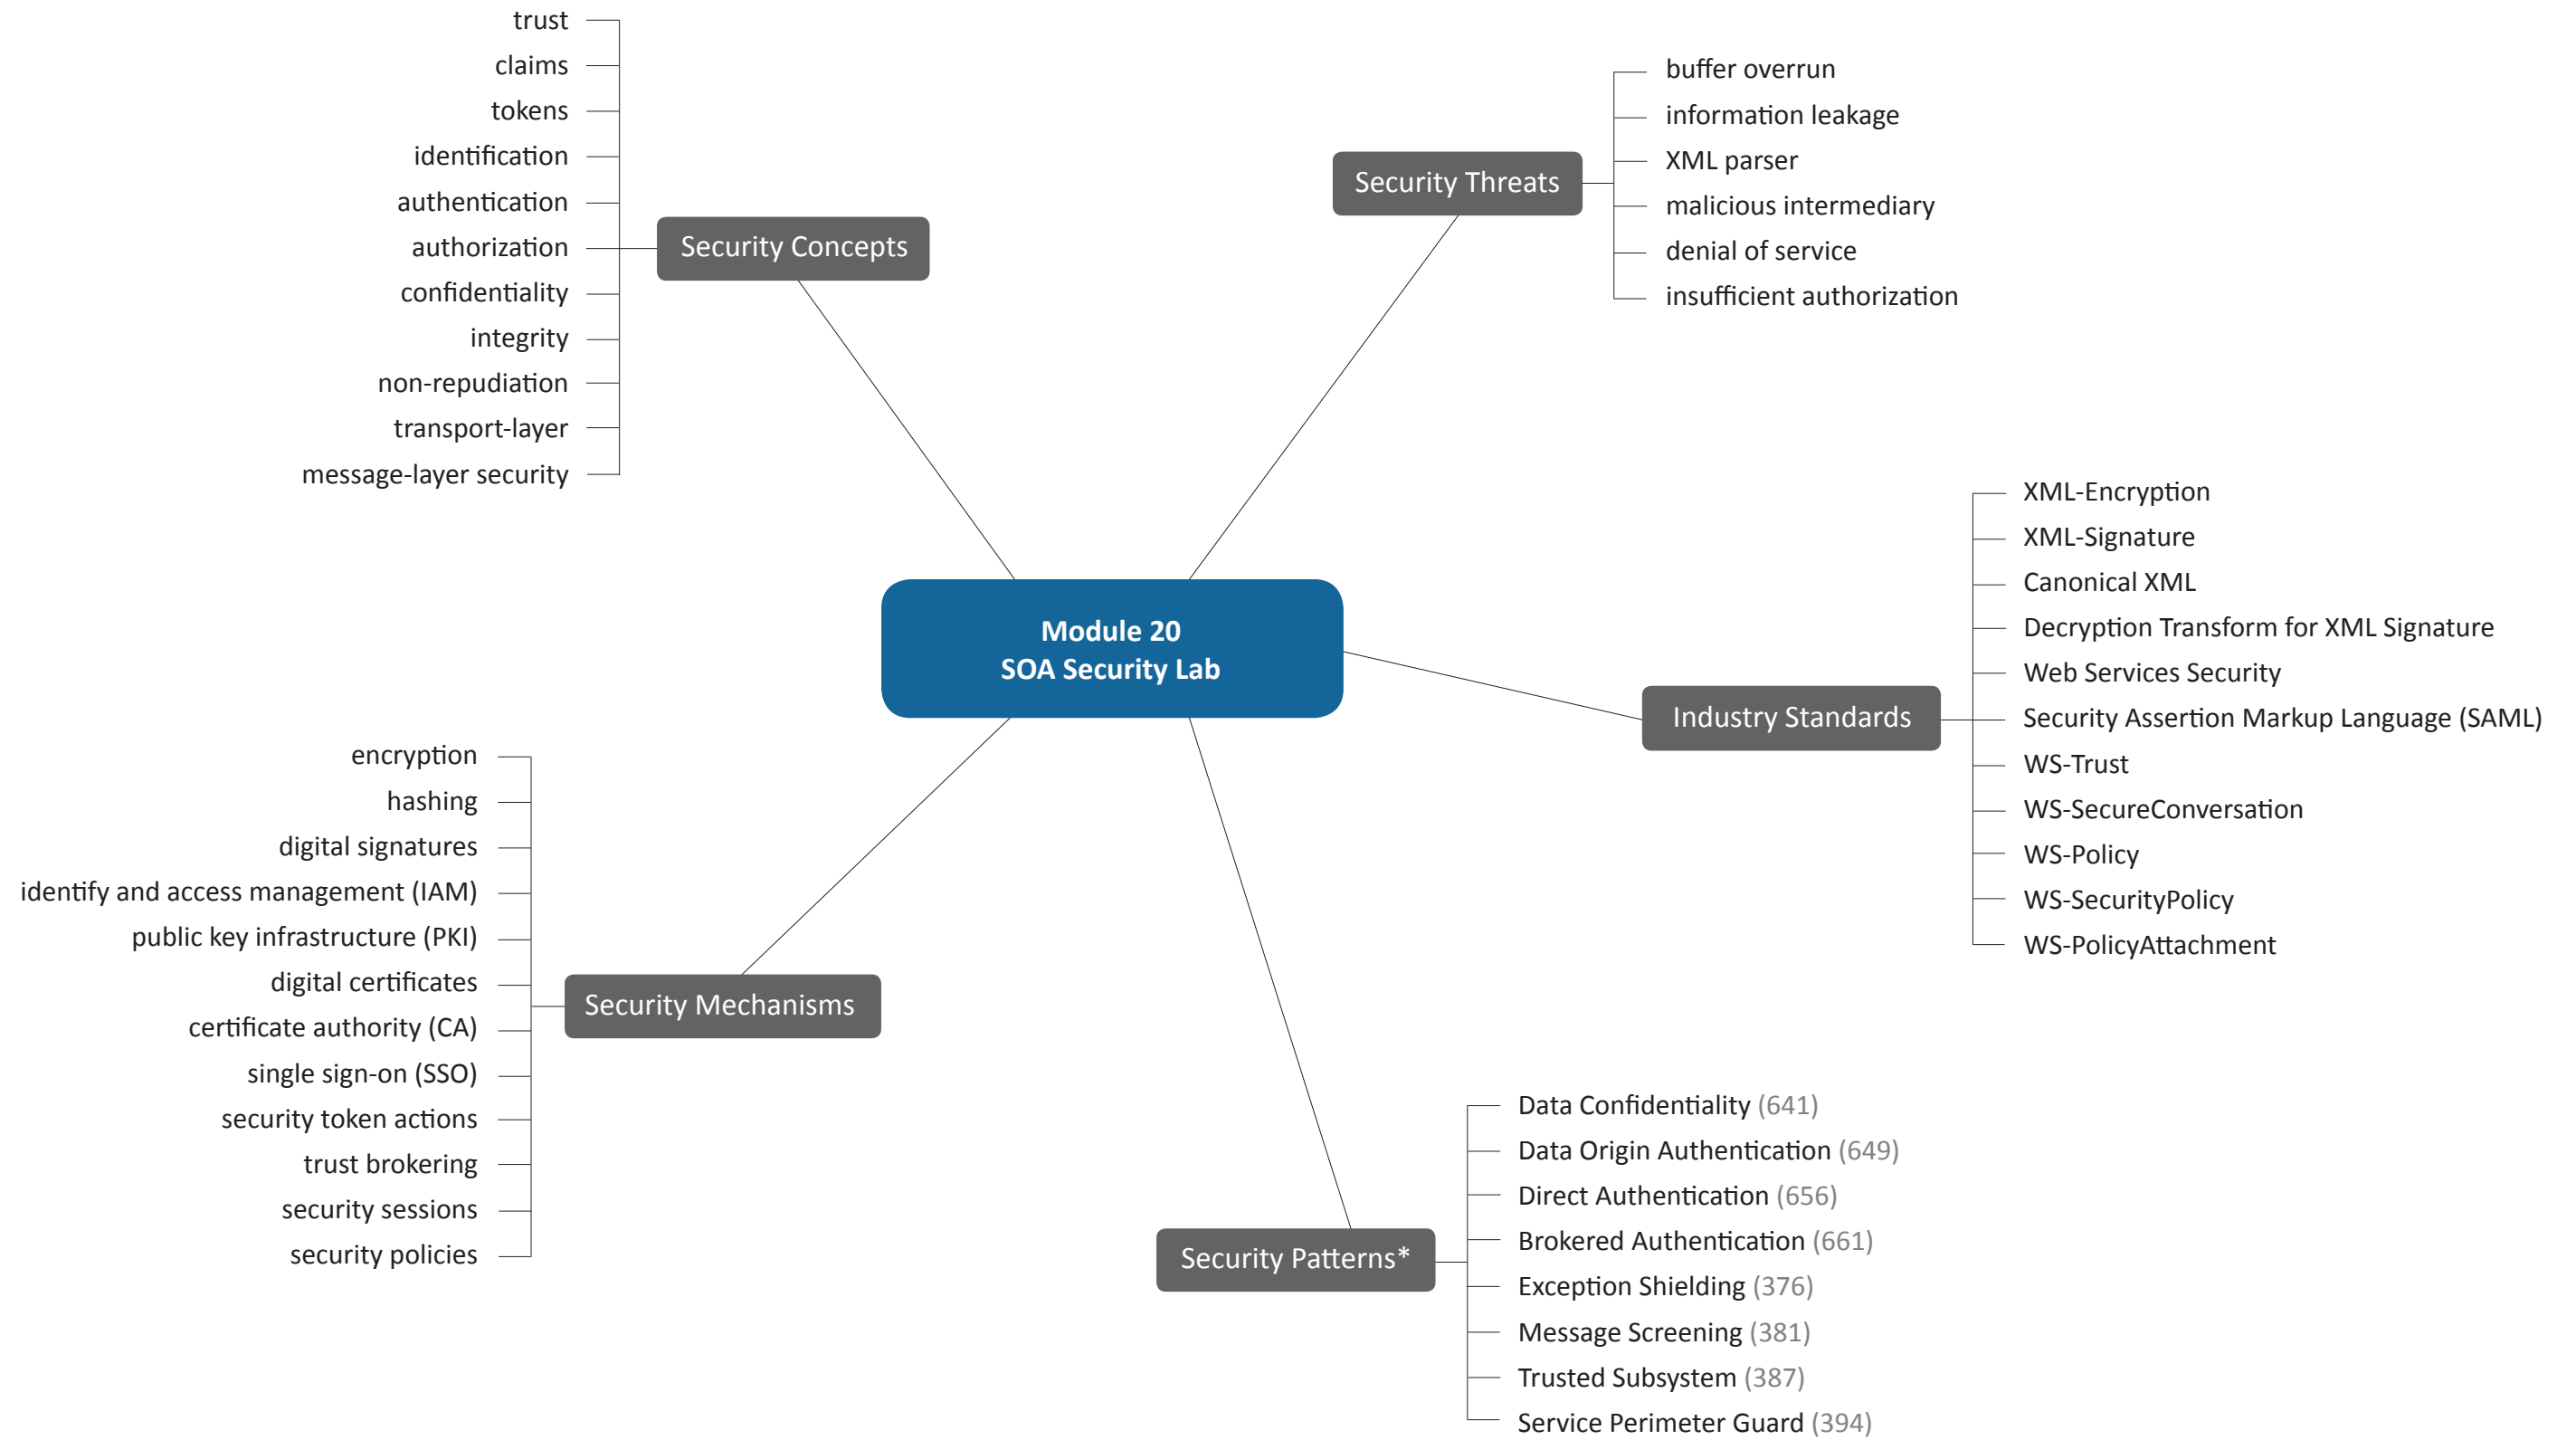 trust
claims
tokens
identification
authentication
authorization
confidentiality
integrity
non-repudiation
transport-layer
message-layer security
Security Concepts
Security Threats
buffer overrun
information leakage
XML parser
malicious intermediary
denial of service
insufficient authorization
Module 20
SOA Security Lab
Industry Standards
XML-Encryption
XML-Signature
Canonical XML
Decryption Transform for XML Signature
Web Services Security
Security Assertion Markup Language (SAML)
WS-Trust
WS-SecureConversation
WS-Policy
WS-SecurityPolicy
WS-PolicyAttachment
encryption
hashing
digital signatures
identify and access management (IAM)
public key infrastructure (PKI)
digital certificates
certificate authority (CA)
single sign-on (SSO)
security token actions
trust brokering
security sessions
security policies
Security Mechanisms
Security Patterns*
Data Confidentiality (641)
Data Origin Authentication (649)
Direct Authentication (656)
Brokered Authentication (661)
Exception Shielding (376)
Message Screening (381)
Trusted Subsystem (387)
Service Perimeter Guard (394)